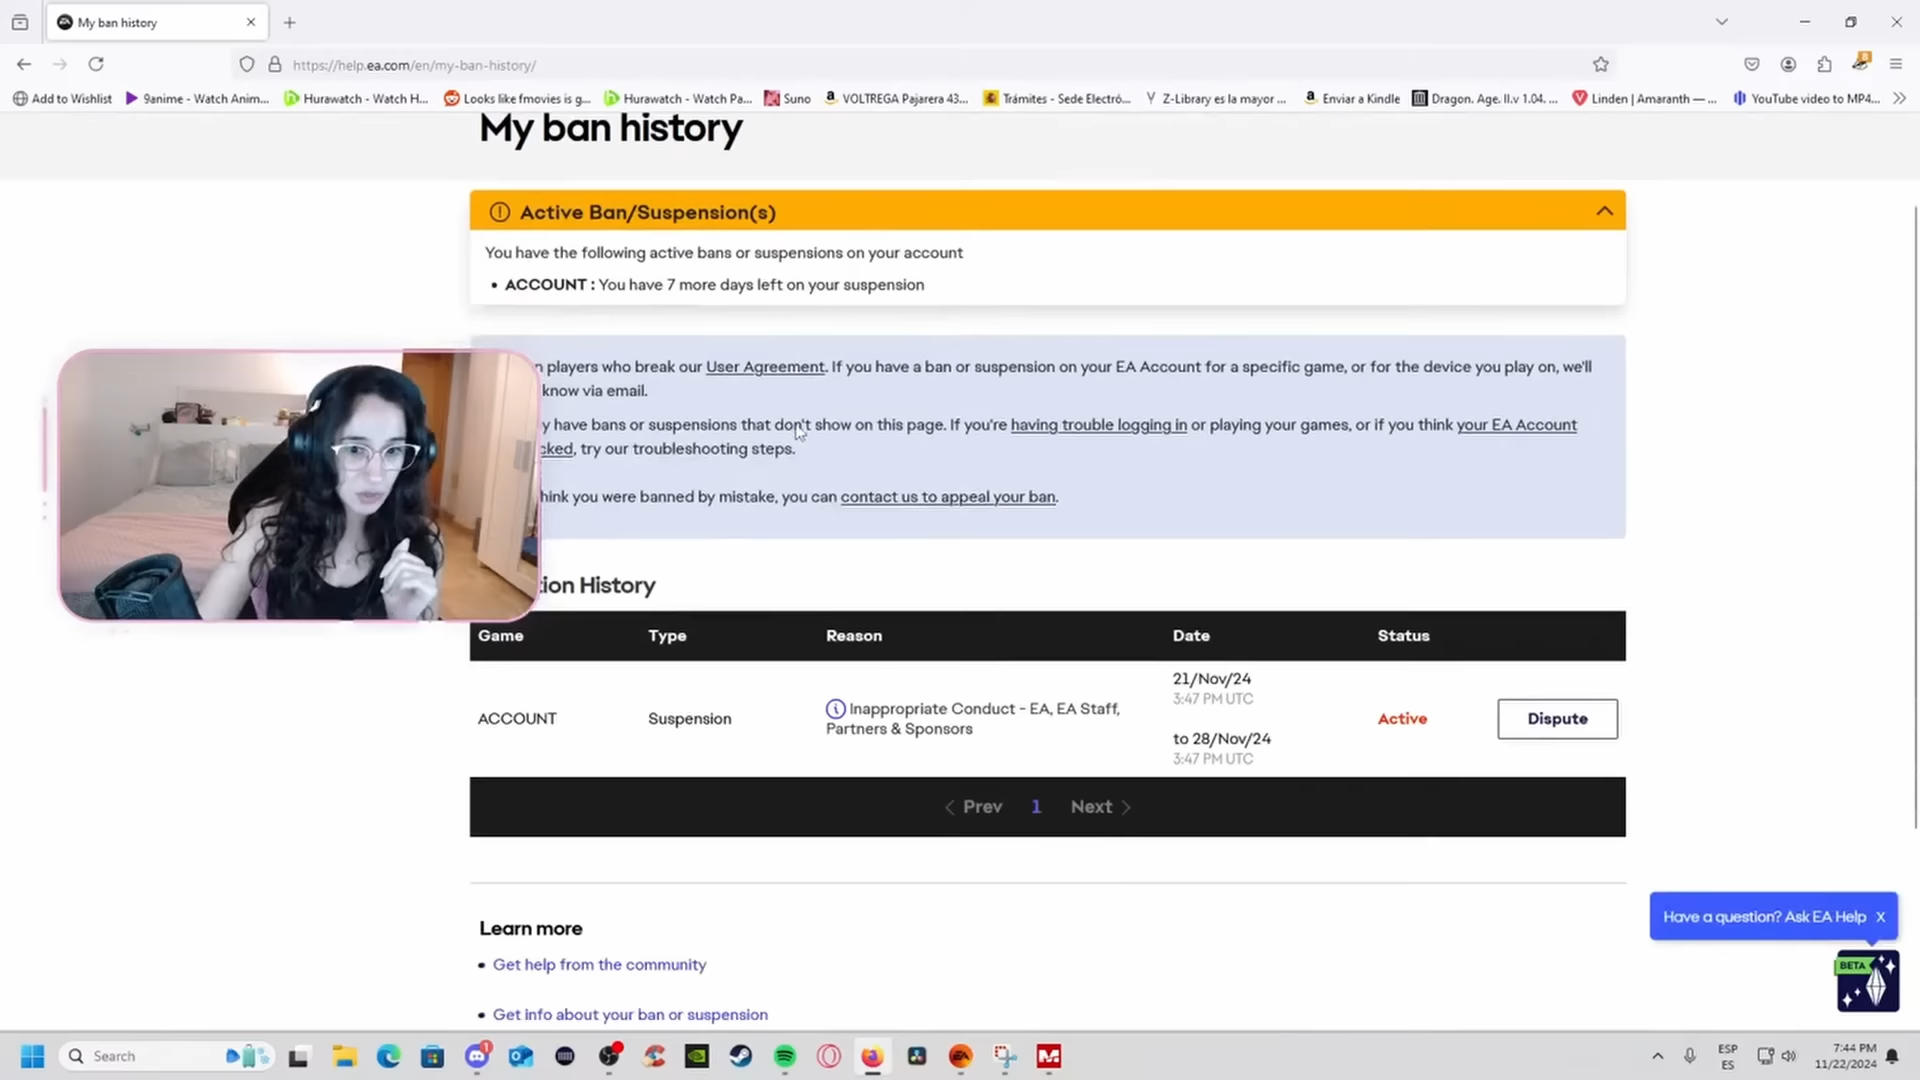 My ban history
https://help.ea.com/en/my-ban-history/
Add to Wishlist
9anime - Watch Anim...
Hurawatch - Watch H...
Looks like fmovies is g...
Hurawatch - Watch Pa...
Suno
VOLTREGA Pajarera 43...
Trámites - Sede Electró...
Z-Library es la mayor ...
Enviar a Kindle
Dragon. Age. II.v 1.04. ...
Linden | Amaranth — ...
YouTube video to MP4...
My ban history
Active Ban/Suspension(s)
You have the following active bans or suspensions on your account
• ACCOUNT : You have 7 more days left on your suspension
players who break our User Agreement. If you have a ban or suspension on your EA Account for a specific game, or for the device you play on, we'll
know via email.
have bans or suspensions that don't show on this page. If you're having trouble logging in or playing your games, or if you think your EA Account
cked, try our troubleshooting steps.
hink you were banned by mistake, you can contact us to appeal your ban.
ion History
Game Type Reason Date Status
ACCOUNT
Suspension
Inappropriate Conduct - EA, EA Staff,
Partners & Sponsors
21/Nov/24
3:47 PM UTC
to 28/Nov/24
3:47 PM UTC
Active
Dispute
Prev 1 Next
Learn more
• Get help from the community
• Get info about your ban or suspension
Have a question? Ask EA Help X
BETA
Search
1
EA
ESP
ES
7:44 PM
11/22/2024